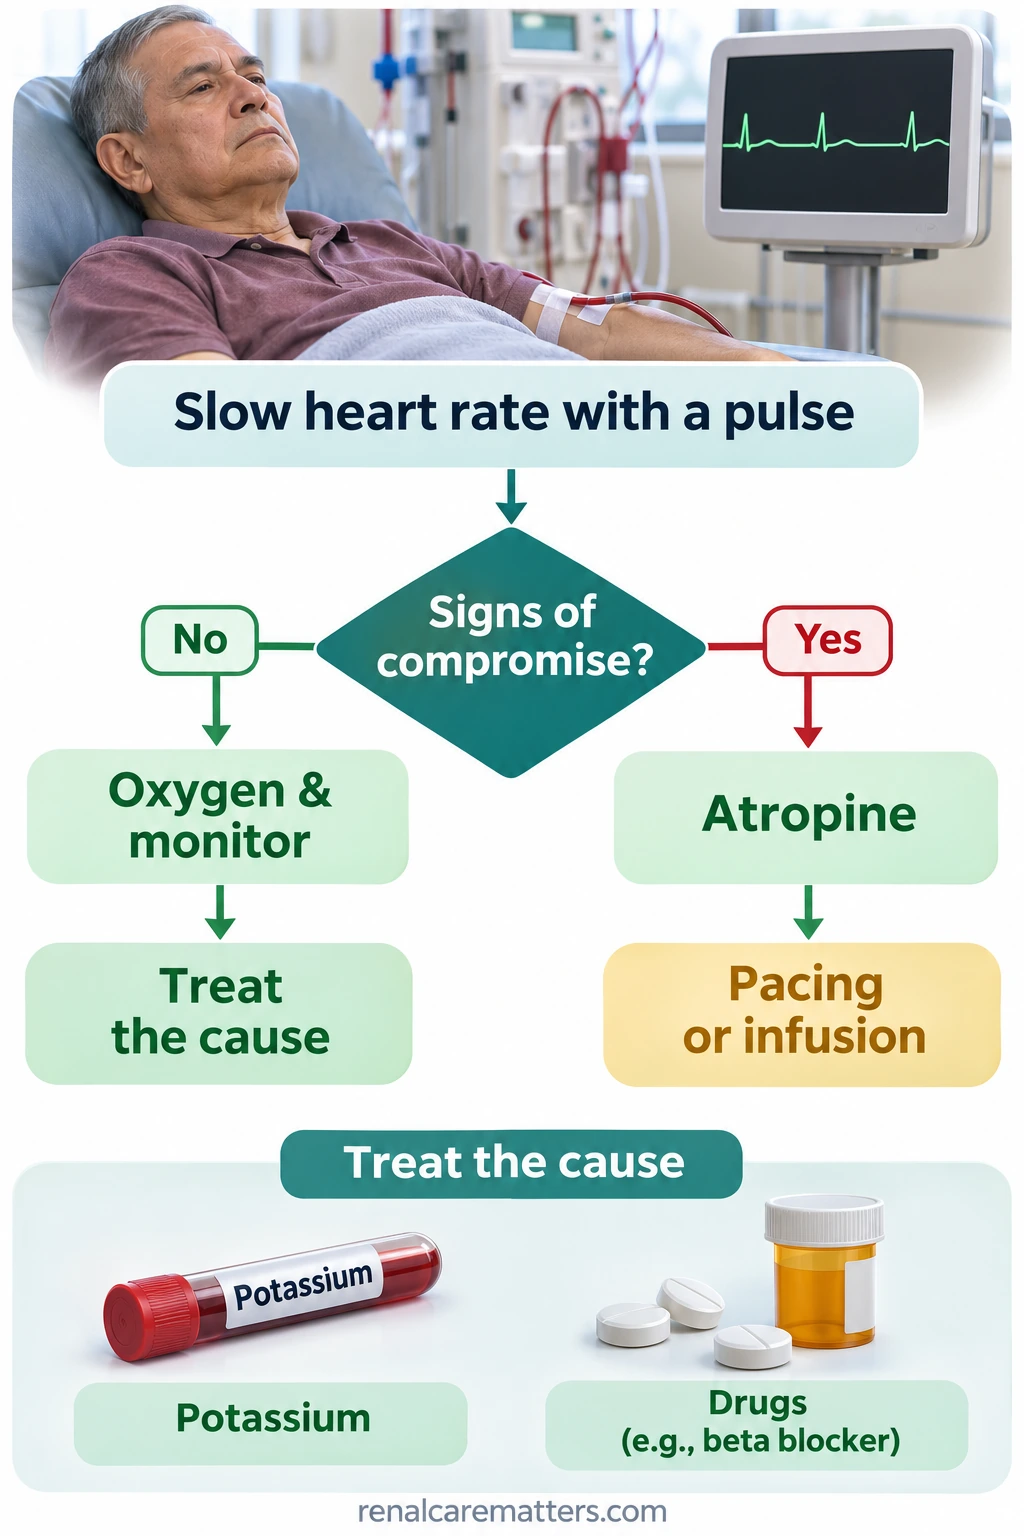 Slow heart rate with a pulse
Signs of
compromise?
No
Yes
Oxygen &
monitor
Atropine
Treat
the cause
Pacing
or infusion
Treat the cause
Potassium
Potassium
Drugs
(e.g., beta blocker)
renalcarematters.com